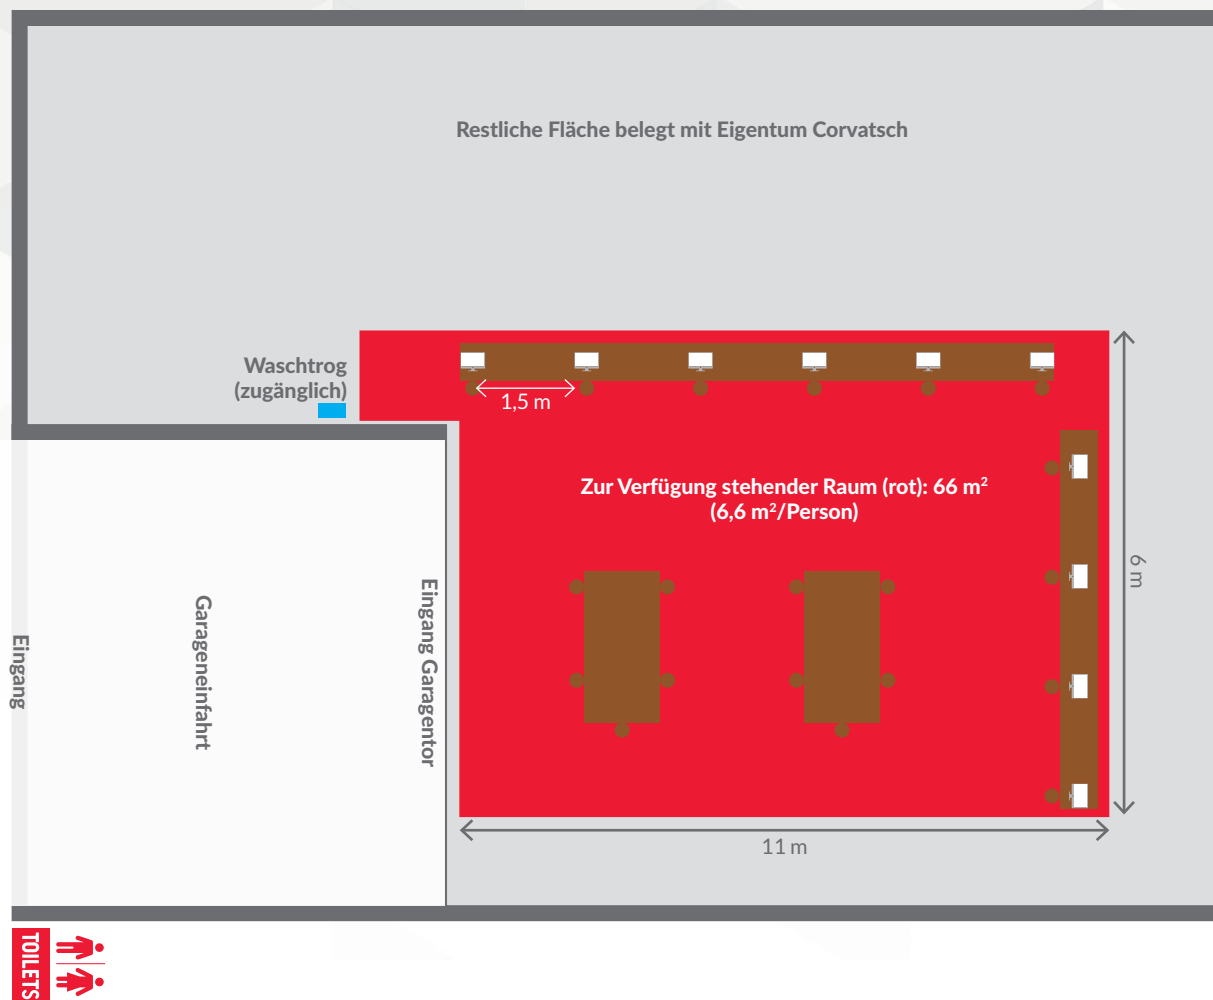 Restliche Fläche belegt mit Eigentum Corvatsch
Waschtrog
(zugänglich)
1,5 m
Zur Verfügung stehender Raum (rot): 66 m²
(6,6 m²/Person)
6 m
Eingang
Garageneinfahrt
Eingang Garagentor
11 m
TOILETS